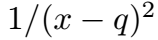 1/(x − q)²